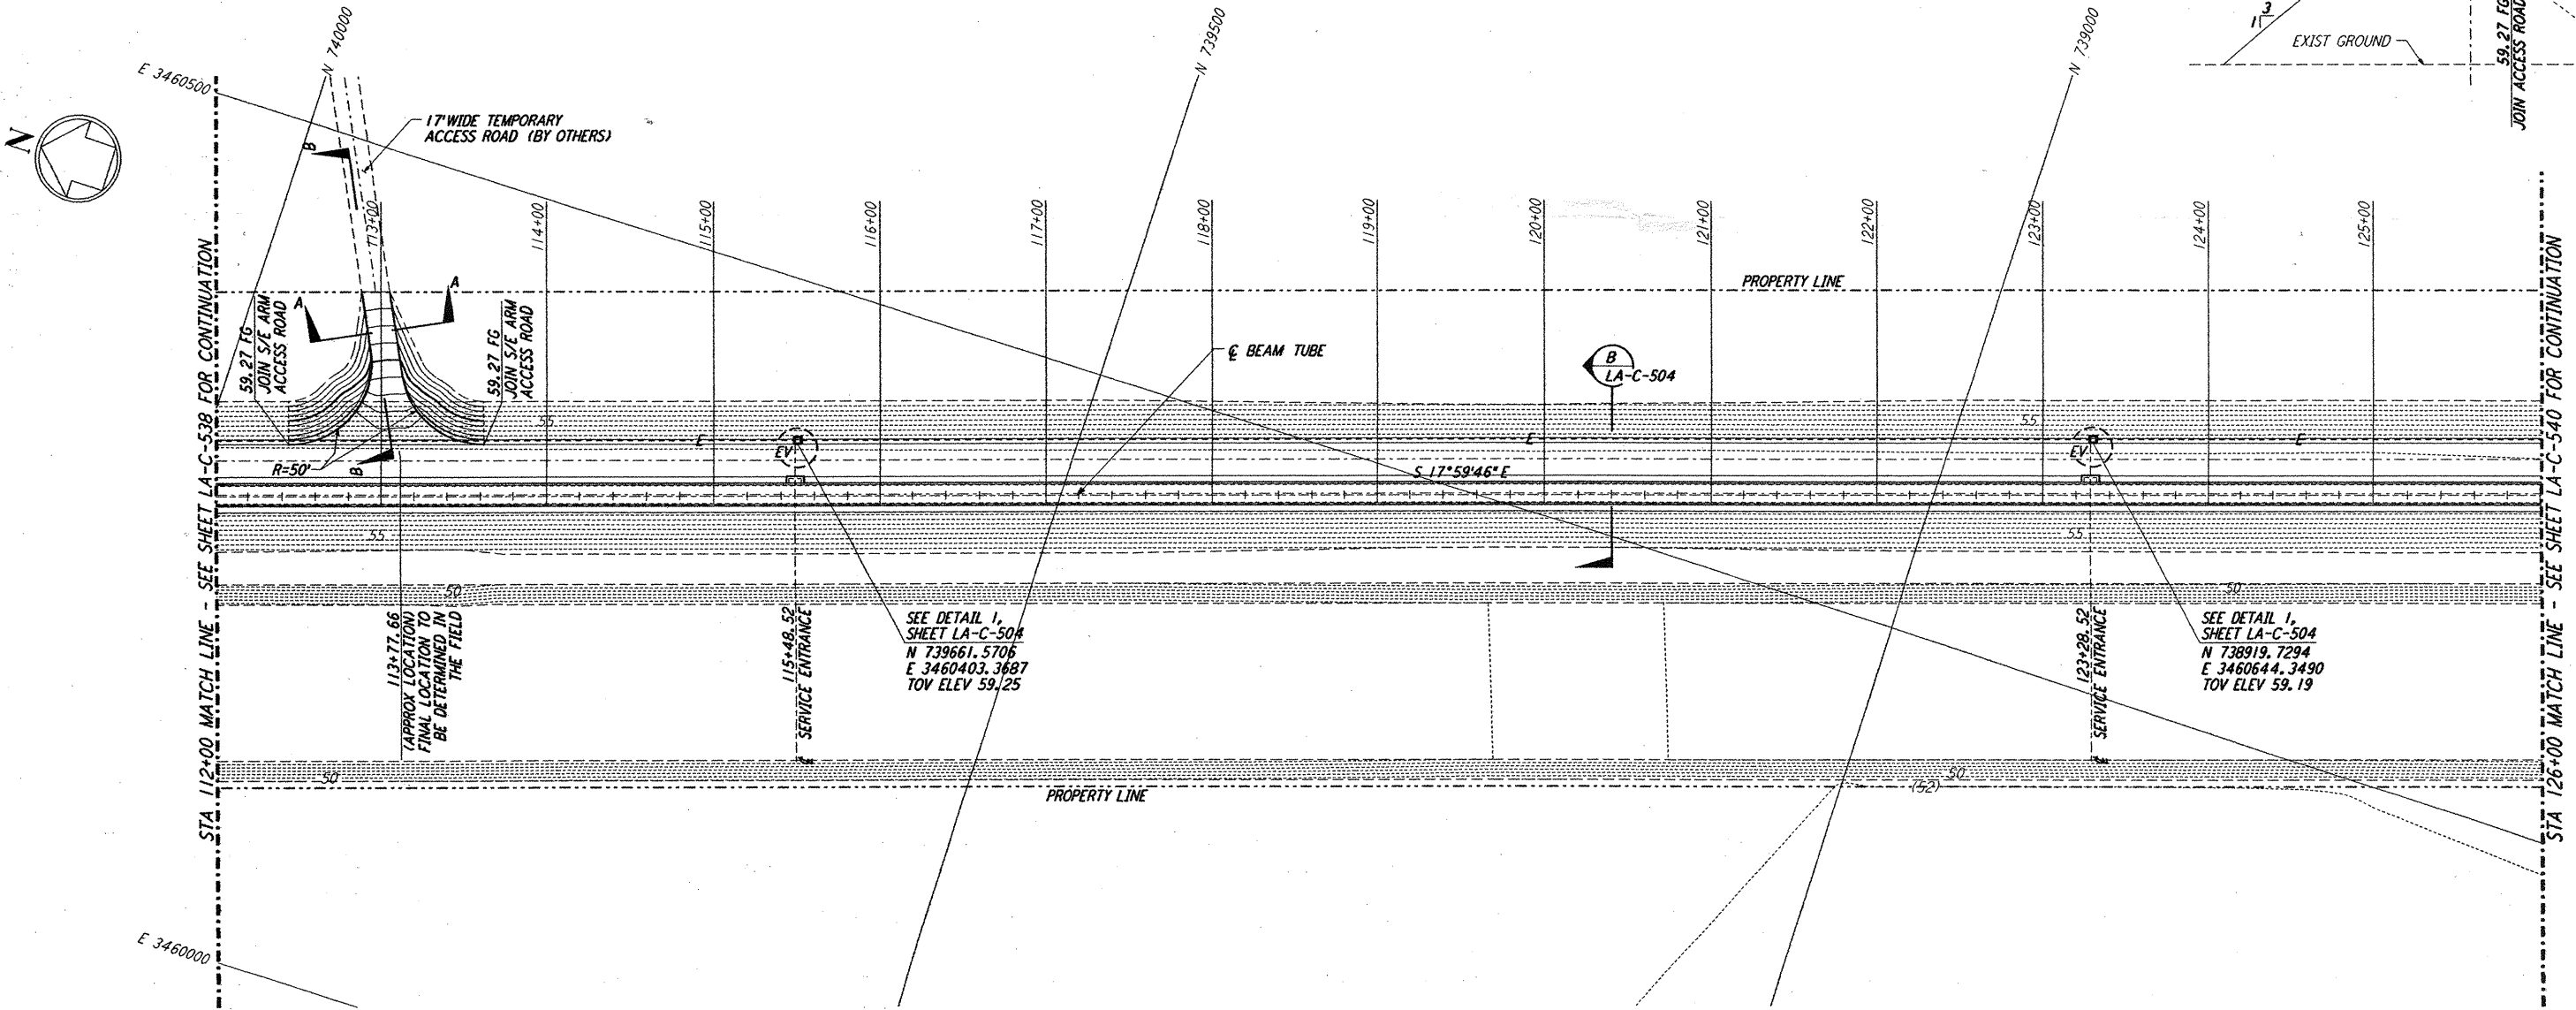 N 740000
N 739500
N 739000
3
1
EXIST GROUND
59.27 FG
JOIN ACCESS ROAD
E 3460500
N
17' WIDE TEMPORARY
ACCESS ROAD (BY OTHERS)
B
113+00
114+00
115+00
116+00
117+00
118+00
119+00
120+00
121+00
122+00
123+00
124+00
125+00
STA 112+00 MATCH LINE - SEE SHEET LA-C-538 FOR CONTINUATION
STA 126+00 MATCH LINE - SEE SHEET LA-C-540 FOR CONTINUATION
PROPERTY LINE
A
A
59.27 FG
JOIN S/E ARM
ACCESS ROAD
59.27 FG
JOIN S/E ARM
ACCESS ROAD
℄ BEAM TUBE
B
LA-C-504
55
55
E
E
E
EV
EV
R=50'
B
S 17°59'46" E
55
55
50
50
113+77.66
(APPROX LOCATION)
FINAL LOCATION TO
BE DETERMINED IN
THE FIELD
115+48.52
℄ SERVICE ENTRANCE
SEE DETAIL 1,
SHEET LA-C-504
N 739661.5706
E 3460403.3687
TOV ELEV 59.25
123+28.52
℄ SERVICE ENTRANCE
SEE DETAIL 1,
SHEET LA-C-504
N 738919.7294
E 3460644.3490
TOV ELEV 59.19
50
50
(52)
PROPERTY LINE
E 3460000